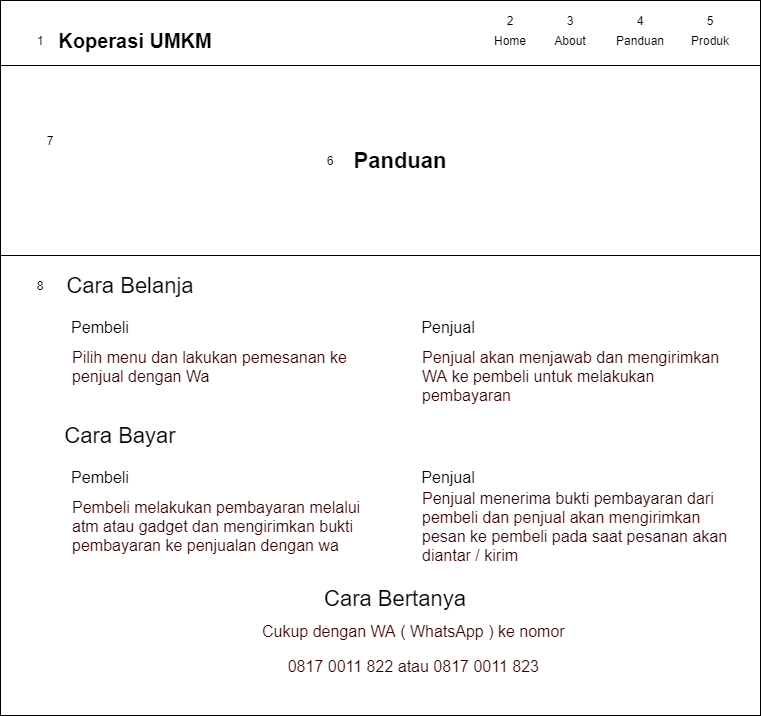 2 3 4 5
1 Koperasi UMKM Home About Panduan Produk
7
6 Panduan
8 Cara Belanja
Pembeli
Pilih menu dan lakukan pemesanan ke
penjual dengan Wa
Penjual
Penjual akan menjawab dan mengirimkan
WA ke pembeli untuk melakukan
pembayaran
Cara Bayar
Pembeli
Pembeli melakukan pembayaran melalui
atm atau gadget dan mengirimkan bukti
pembayaran ke penjualan dengan wa
Penjual
Penjual menerima bukti pembayaran dari
pembeli dan penjual akan mengirimkan
pesan ke pembeli pada saat pesanan akan
diantar / kirim
Cara Bertanya
Cukup dengan WA ( WhatsApp ) ke nomor
0817 0011 822 atau 0817 0011 823